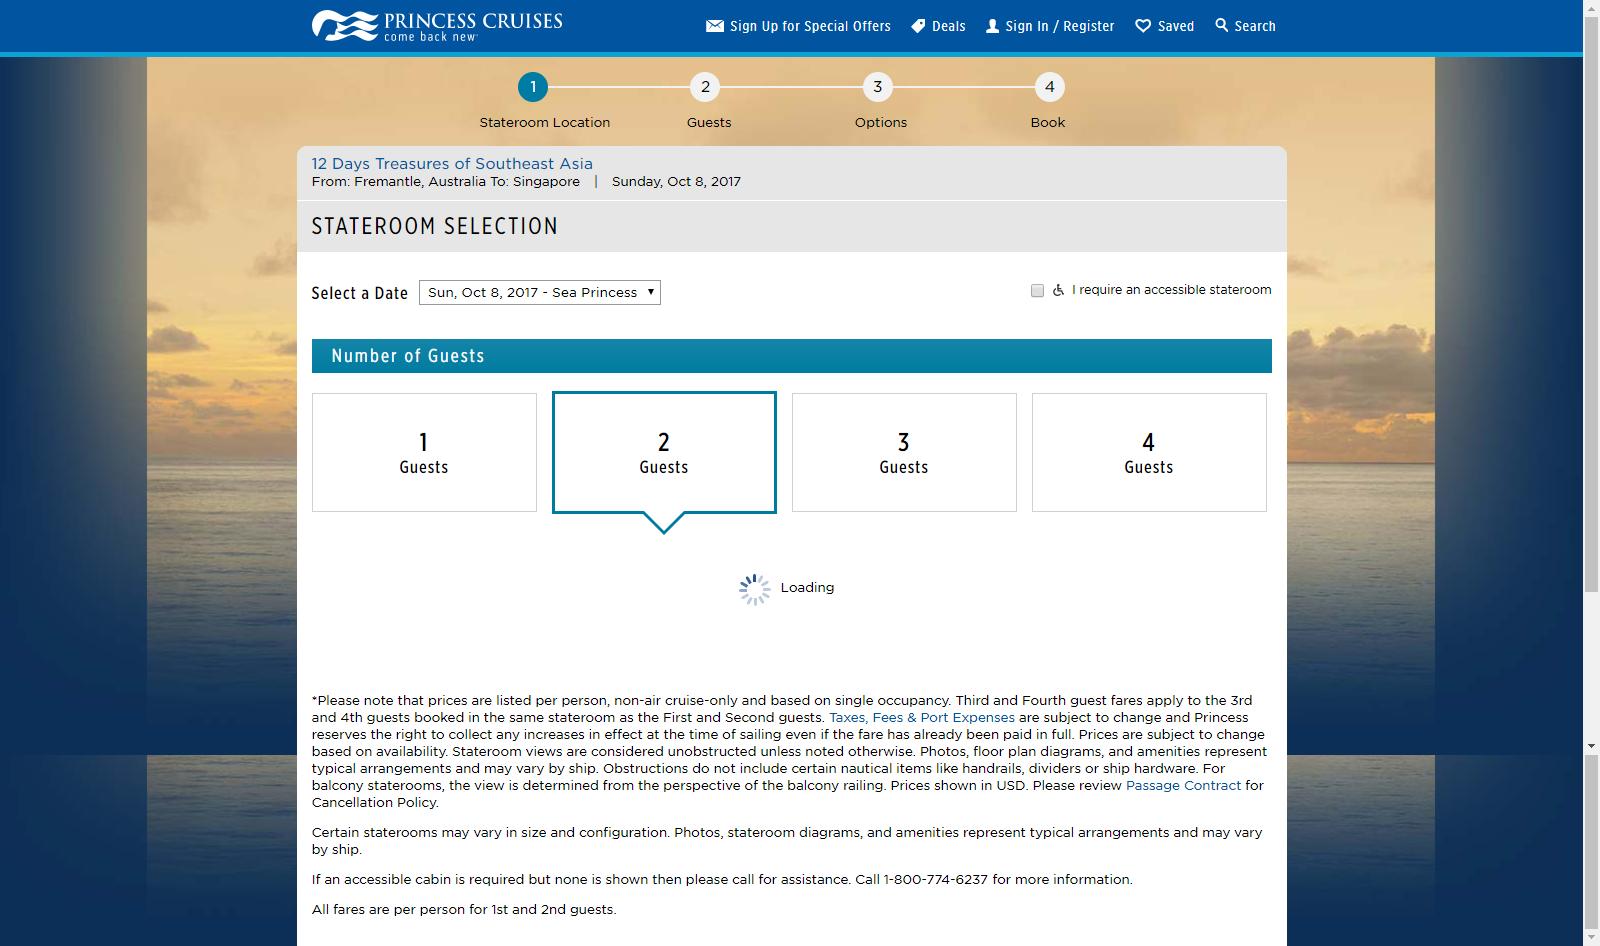 PRINCESS CRUISES
come back new
Sign Up for Special Offers
Deals
Sign In / Register
Saved
Search
1
2
3
4
Stateroom Location
Guests
Options
Book
12 Days Treasures of Southeast Asia
From: Fremantle, Australia To: Singapore | Sunday, Oct 8, 2017
STATEROOM SELECTION
Select a Date
Sun, Oct 8, 2017 - Sea Princess
I require an accessible stateroom
Number of Guests
1
Guests
2
Guests
3
Guests
4
Guests
Loading
*Please note that prices are listed per person, non-air cruise-only and based on single occupancy. Third and Fourth guest fares apply to the 3rd
and 4th guests booked in the same stateroom as the First and Second guests. Taxes, Fees & Port Expenses are subject to change and Princess
reserves the right to collect any increases in effect at the time of sailing even if the fare has already been paid in full. Prices are subject to change
based on availability. Stateroom views are considered unobstructed unless noted otherwise. Photos, floor plan diagrams, and amenities represent
typical arrangements and may vary by ship. Obstructions do not include certain nautical items like handrails, dividers or ship hardware. For
balcony staterooms, the view is determined from the perspective of the balcony railing. Prices shown in USD. Please review Passage Contract for
Cancellation Policy.
Certain staterooms may vary in size and configuration. Photos, stateroom diagrams, and amenities represent typical arrangements and may vary
by ship.
If an accessible cabin is required but none is shown then please call for assistance. Call 1-800-774-6237 for more information.
All fares are per person for 1st and 2nd guests.